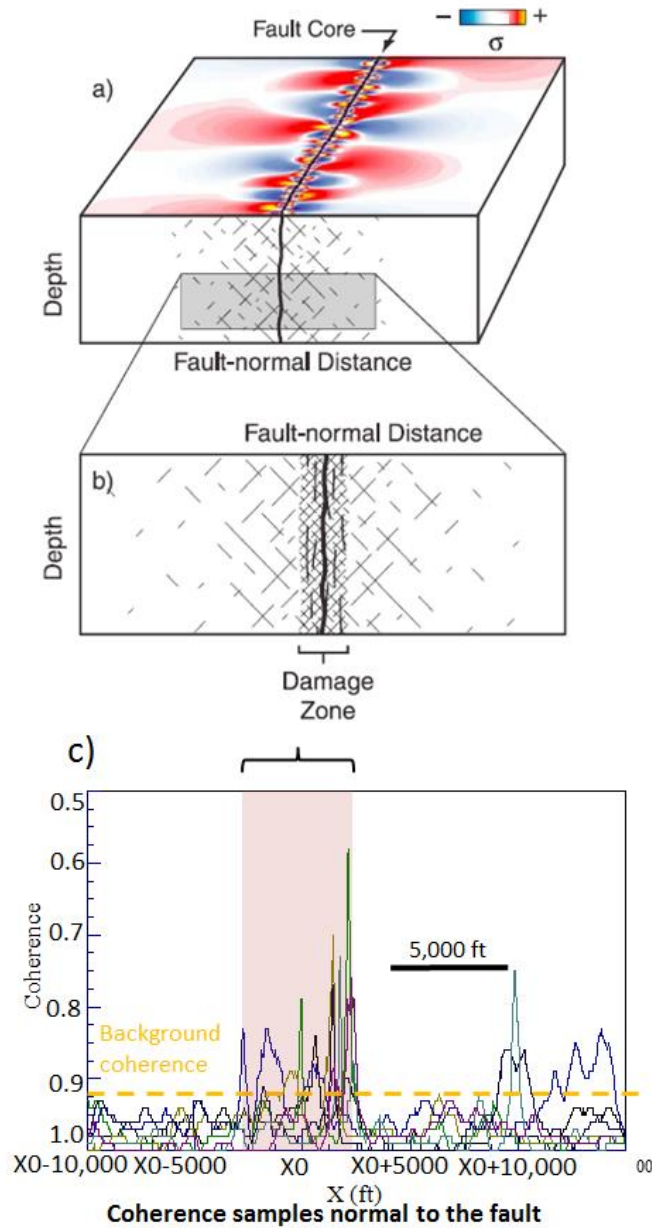 Fault Core
− +
σ
a)
Depth
Fault-normal Distance
Fault-normal Distance
b)
Depth
Damage
Zone
c)
0.5
0.6
0.7
0.8
0.9
1.0
Coherence
5,000 ft
Background
coherence
X0-10,000 X0-5000 X0 X0+5000 X0+10,000 00
X (ft)
Coherence samples normal to the fault